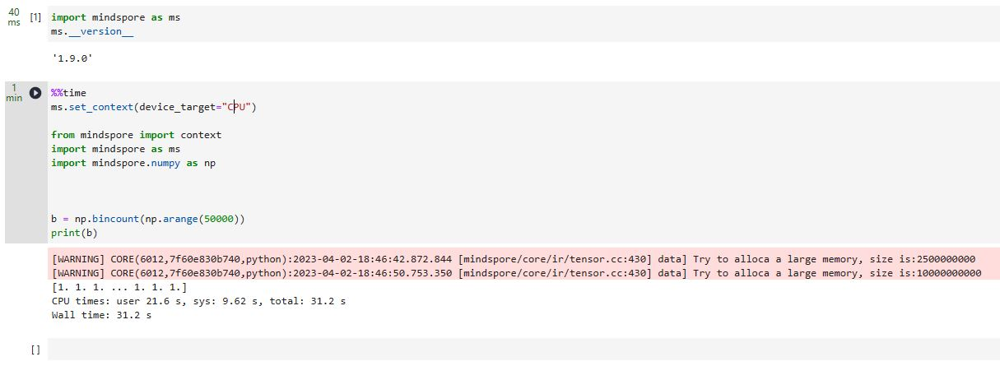 40
ms
[1]
import mindspore as ms
ms.__version__
'1.9.0'
1
min
%%time
ms.set_context(device_target="CPU")
from mindspore import context
import mindspore as ms
import mindspore.numpy as np
b = np.bincount(np.arange(50000))
print(b)
[WARNING] CORE(6012,7f60e830b740,python):2023-04-02-18:46:42.872.844 [mindspore/core/ir/tensor.cc:430] data] Try to alloca a large memory, size is:2500000000
[WARNING] CORE(6012,7f60e830b740,python):2023-04-02-18:46:50.753.350 [mindspore/core/ir/tensor.cc:430] data] Try to alloca a large memory, size is:10000000000
[1. 1. 1. ... 1. 1. 1.]
CPU times: user 21.6 s, sys: 9.62 s, total: 31.2 s
Wall time: 31.2 s
[]